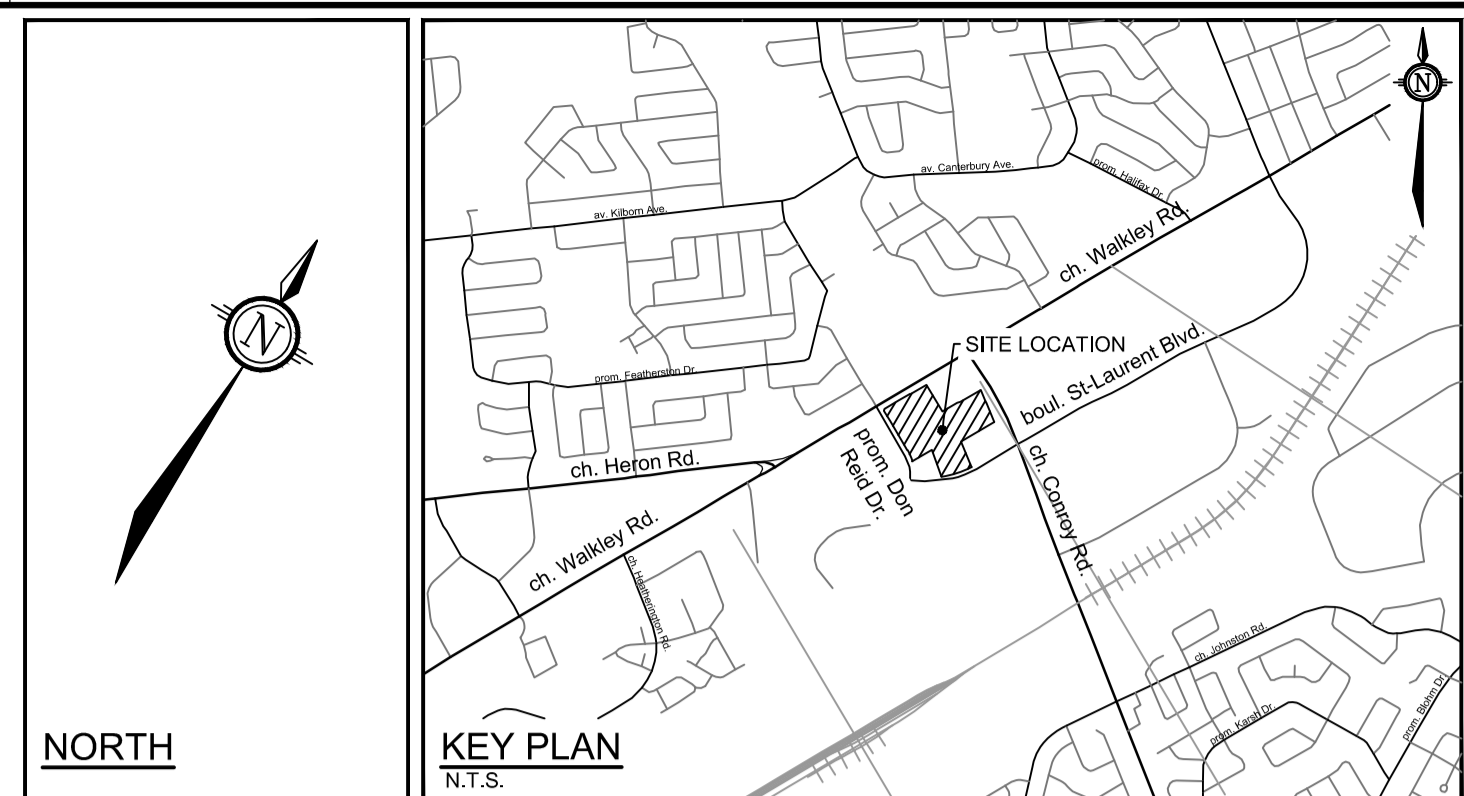 N
NORTH
N
av. Canterbury Ave.
prom. Halifax Dr.
av. Kilborn Ave.
ch. Walkley Rd.
SITE LOCATION
boul. St-Laurent Blvd.
prom. Featherston Dr.
prom. Don
Reid Dr.
ch. Heron Rd.
ch. Conroy Rd.
ch. Walkley Rd.
ch. Heatherington Rd.
ch. Johnston Rd.
prom. Karsh Dr.
prom. Blohm Dr.
KEY PLAN
N.T.S.